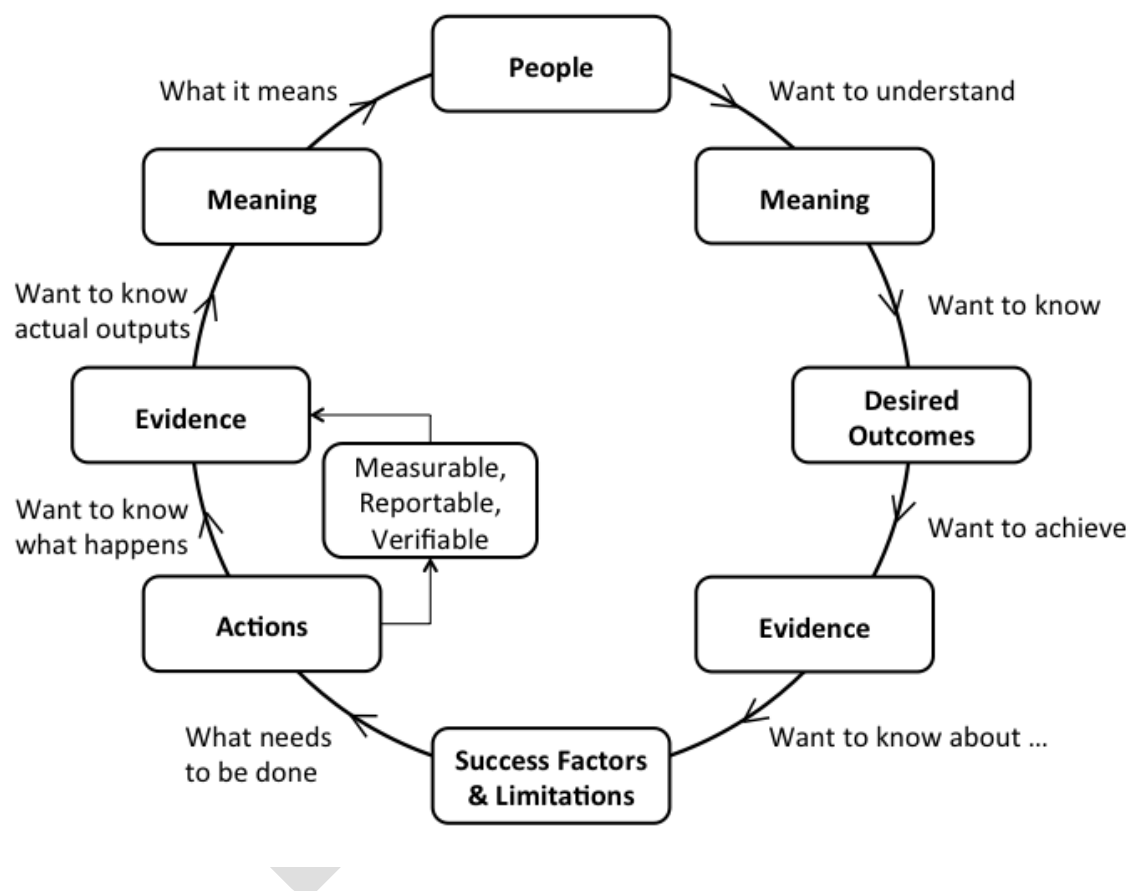 People
What it means
Want to understand
Meaning
Meaning
Want to know
actual outputs
Want to know
Evidence
Desired
Outcomes
Measurable,
Reportable,
Verifiable
Want to know
what happens
Want to achieve
Actions
Evidence
What needs
to be done
Success Factors
& Limitations
Want to know about ...